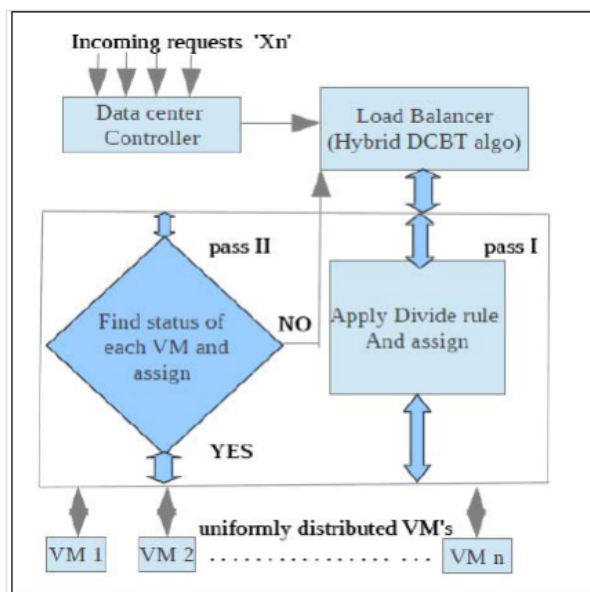 Incoming requests 'Xn'
Data center
Controller
Load Balancer
(Hybrid DCBT algo)
pass II
pass I
Find status of
each VM and
assign
NO
Apply Divide rule
And assign
YES
uniformly distributed VM's
VM 1
VM 2
. . . . . . . . . . . . . . . . . . .
VM n